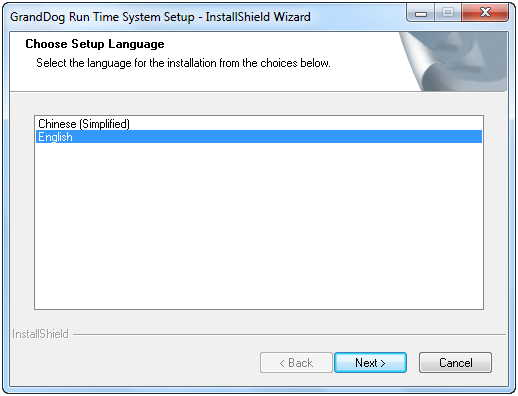 GrandDog Run Time System Setup - InstallShield Wizard
Choose Setup Language
Select the language for the installation from the choices below.
Chinese (Simplified)
English
InstallShield
< Back
Next >
Cancel